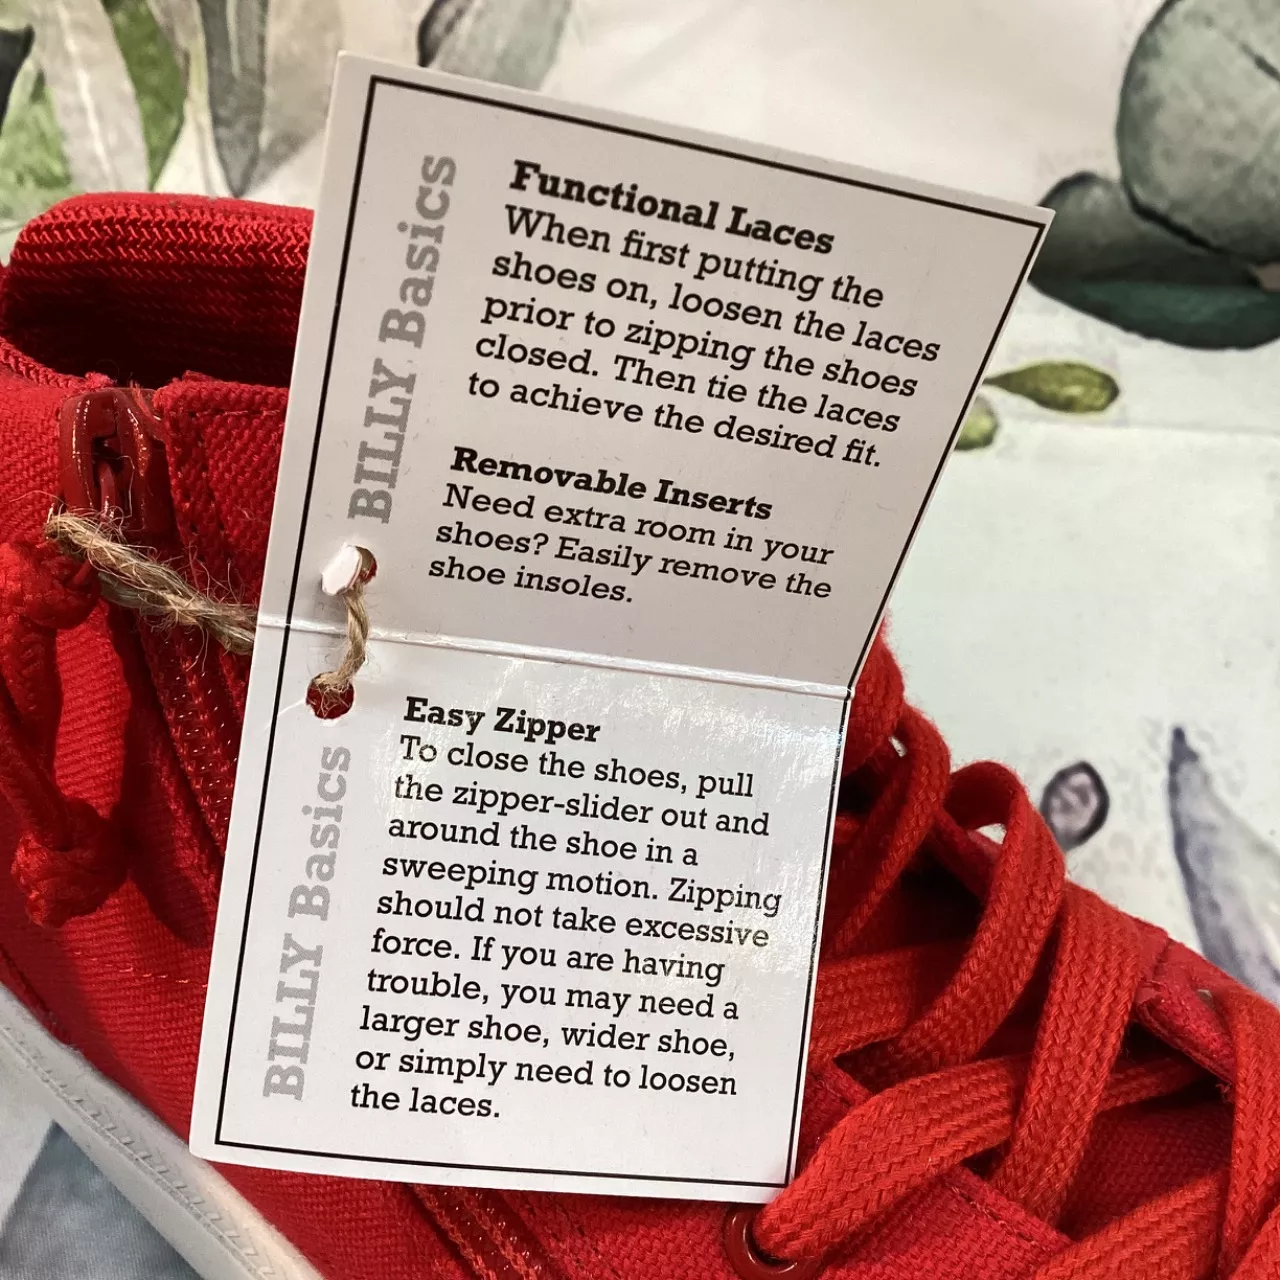 BILLY Basics
Functional Laces
When first putting the
shoes on, loosen the laces
prior to zipping the shoes
closed. Then tie the laces
to achieve the desired fit.
Removable Inserts
Need extra room in your
shoes? Easily remove the
shoe insoles.
BILLY Basics
Easy Zipper
To close the shoes, pull
the zipper-slider out and
around the shoe in a
sweeping motion. Zipping
should not take excessive
force. If you are having
trouble, you may need a
larger shoe, wider shoe,
or simply need to loosen
the laces.